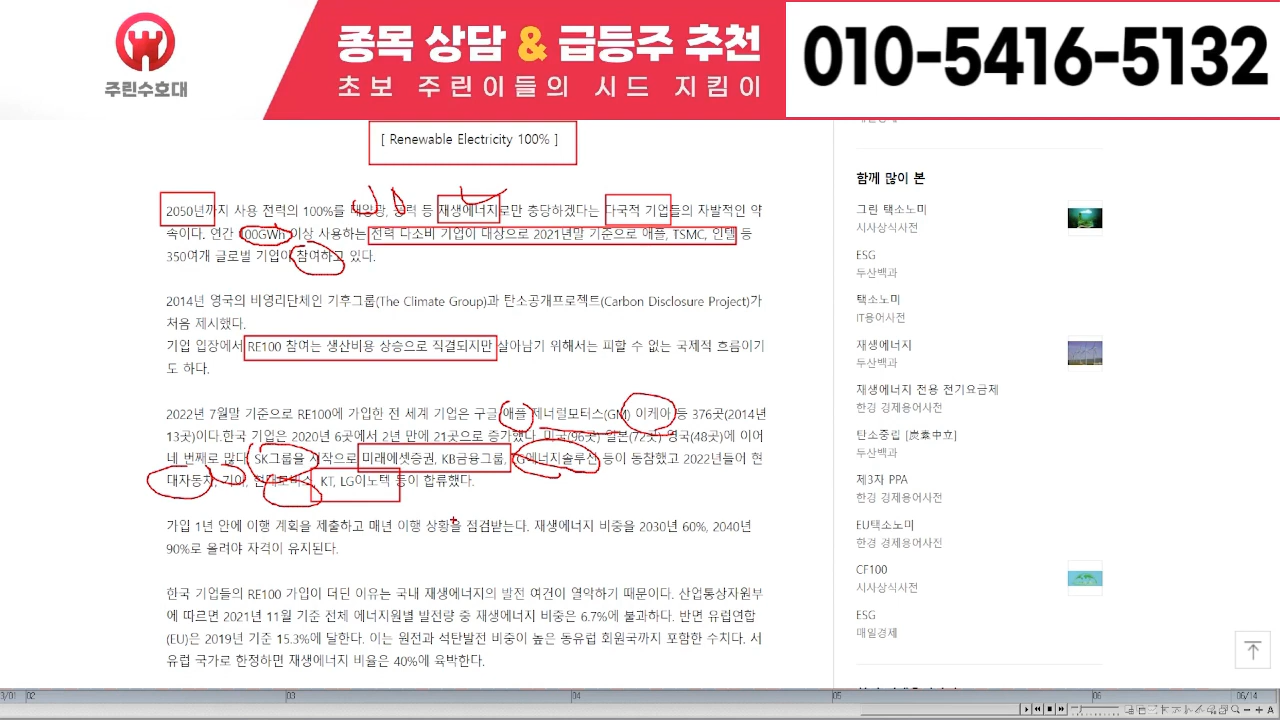 주린수호대
종목 상담 & 급등주 추천
초보 주린이들의 시드 지킴이
010-5416-5132
[ Renewable Electricity 100% ]
2050년까지 사용 전력의 100%를 태양광, 풍력 등 재생에너지로만 충당하겠다는 다국적 기업들의 자발적인 약
속이다. 연간 100GWh 이상 사용하는 전력 다소비 기업이 대상으로 2021년말 기준으로 애플, TSMC, 인텔 등
350여개 글로벌 기업이 참여하고 있다.
2014년 영국의 비영리단체인 기후그룹(The Climate Group)과 탄소공개프로젝트(Carbon Disclosure Project)가
처음 제시했다.
기업 입장에서 RE100 참여는 생산비용 상승으로 직결되지만 살아남기 위해서는 피할 수 없는 국제적 흐름이기
도 하다.
2022년 7월말 기준으로 RE100에 가입한 전 세계 기업은 구글 애플 제너럴모터스(GM) 이케아 등 376곳(2014년
13곳)이다.한국 기업은 2020년 6곳에서 2년 만에 21곳으로 증가했다. 미국(96곳) 일본(72곳) 영국(48곳)에 이어
네 번째로 많다. SK그룹을 시작으로 미래에셋증권, KB금융그룹, LG에너지솔루션 등이 동참했고 2022년들어 현
대자동차, 기아, 현대모비스, KT, LG이노텍 등이 합류했다.
가입 1년 안에 이행 계획을 제출하고 매년 이행 상황을 점검받는다. 재생에너지 비중을 2030년 60%, 2040년
90%로 올려야 자격이 유지된다.
한국 기업들의 RE100 가입이 더딘 이유는 국내 재생에너지의 발전 여건이 열악하기 때문이다. 산업통상자원부
에 따르면 2021년 11월 기준 전체 에너지원별 발전량 중 재생에너지 비중은 6.7%에 불과하다. 반면 유럽연합
(EU)은 2019년 기준 15.3%에 달한다. 이는 원전과 석탄발전 비중이 높은 동유럽 회원국까지 포함한 수치다. 서
유럽 국가로 한정하면 재생에너지 비율은 40%에 육박한다.
함께 많이 본
그린 택소노미
시사상식사전
ESG
두산백과
택소노미
IT용어사전
재생에너지
두산백과
재생에너지 전용 전기요금제
한경 경제용어사전
탄소중립 [炭素中立]
두산백과
제3자 PPA
한경 경제용어사전
EU택소노미
한경 경제용어사전
CF100
시사상식사전
ESG
매일경제
3/01 02 03 04 05 06 06/14